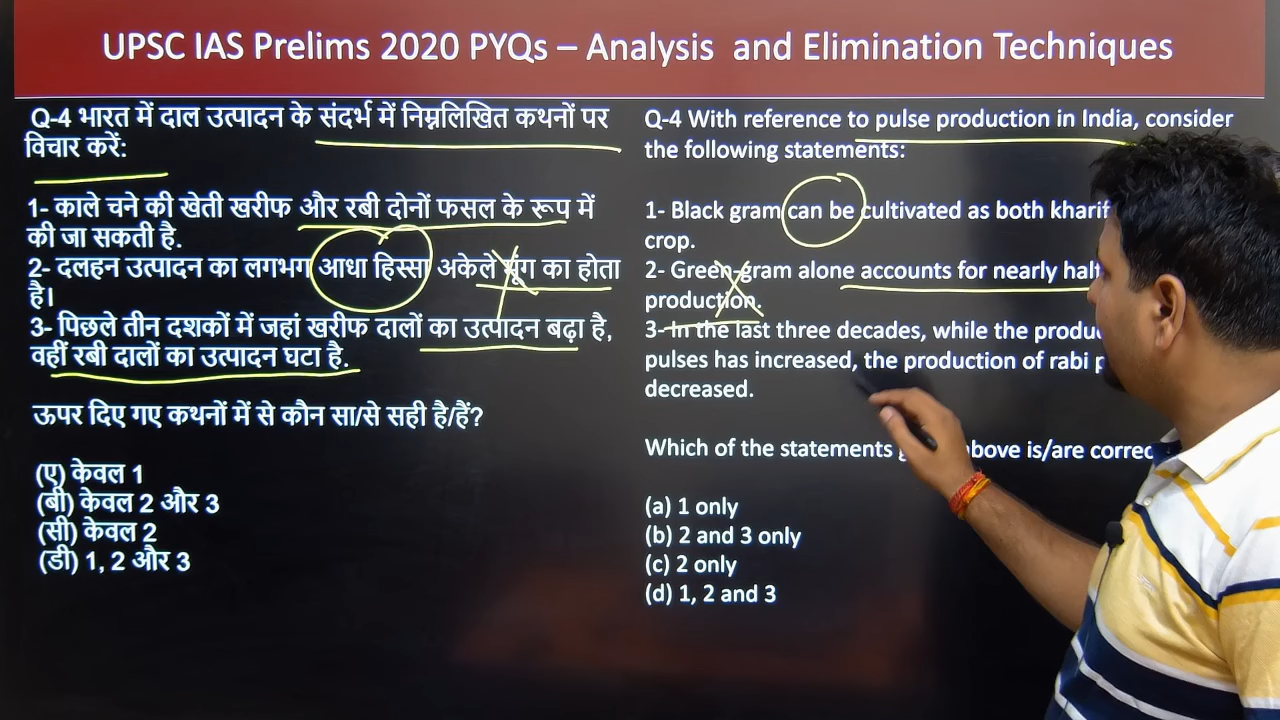 UPSC IAS Prelims 2020 PYQs – Analysis and Elimination Techniques
Q-4 भारत में दाल उत्पादन के संदर्भ में निम्नलिखित कथनों पर
विचार करें:
1- काले चने की खेती खरीफ और रबी दोनों फसल के रूप में
की जा सकती है.
2- दलहन उत्पादन का लगभग आधा हिस्सा अकेले मूंग का होता
है।
3- पिछले तीन दशकों में जहां खरीफ दालों का उत्पादन बढ़ा है,
वहीं रबी दालों का उत्पादन घटा है.
ऊपर दिए गए कथनों में से कौन सा/से सही है/हैं?
(ए) केवल 1
(बी) केवल 2 और 3
(सी) केवल 2
(डी) 1, 2 और 3
Q-4 With reference to pulse production in India, consider
the following statements:
1- Black gram can be cultivated as both kharif
crop.
2- Green-gram alone accounts for nearly half
production.
3- In the last three decades, while the
pulses has increased, the production of rabi
decreased.
Which of the statements above is/are
(a) 1 only
(b) 2 and 3 only
(c) 2 only
(d) 1, 2 and 3